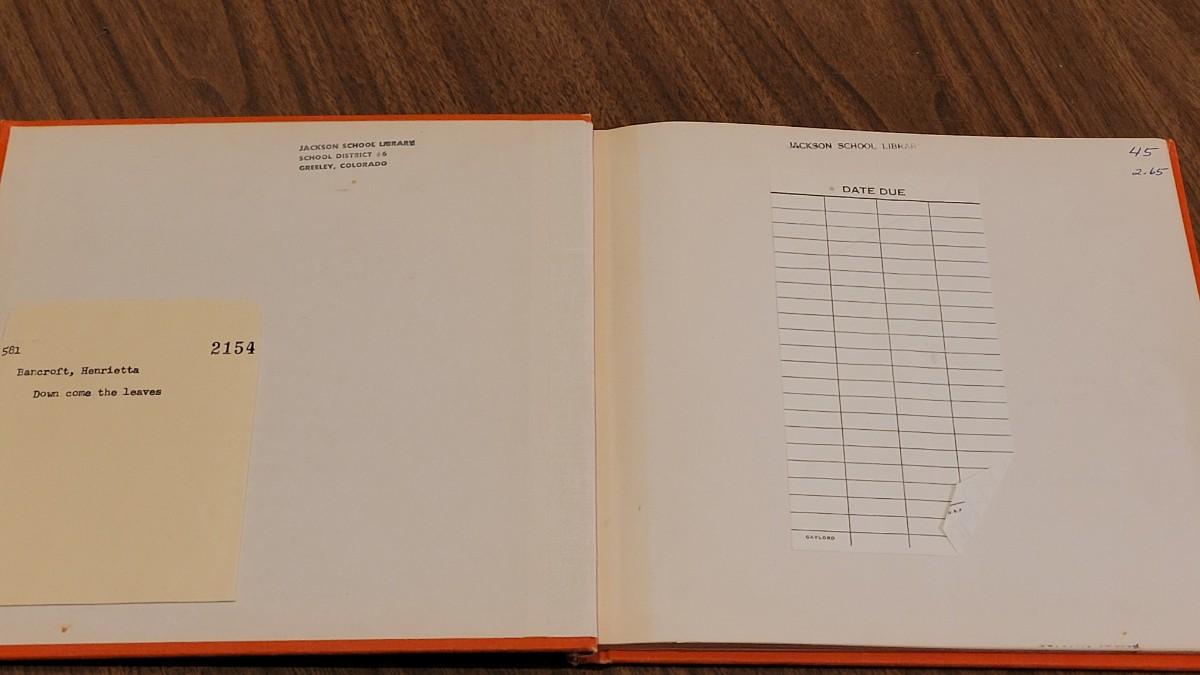 JACKSON SCHOOL LIBRARY
SCHOOL DISTRICT #6
GREELEY, COLORADO
581 2154
Bancroft, Henrietta
Down come the leaves
JACKSON SCHOOL LIBRAR
45
2.65
DATE DUE
GAYLORD